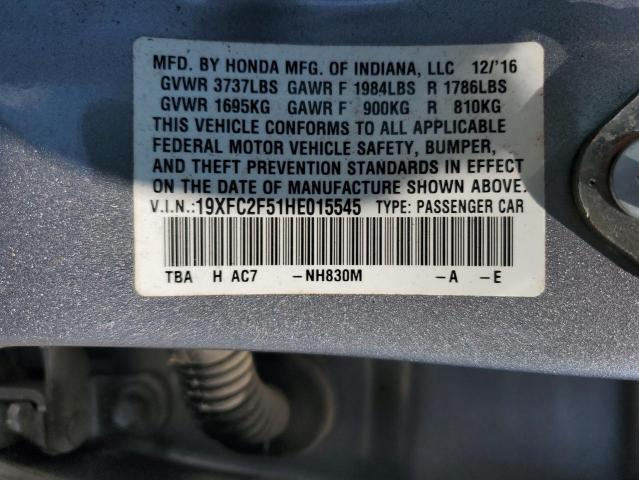 MFD. BY HONDA MFG. OF INDIANA, LLC 12/'16
GVWR 3737LBS GAWR F 1984LBS R 1786LBS
GVWR 1695KG GAWR F 900KG R 810KG
THIS VEHICLE CONFORMS TO ALL APPLICABLE
FEDERAL MOTOR VEHICLE SAFETY, BUMPER,
AND THEFT PREVENTION STANDARDS IN EFFECT
ON THE DATE OF MANUFACTURE SHOWN ABOVE.
V.I.N.:19XFC2F51HE015545 TYPE: PASSENGER CAR
TBA H AC7 -NH830M -A -E